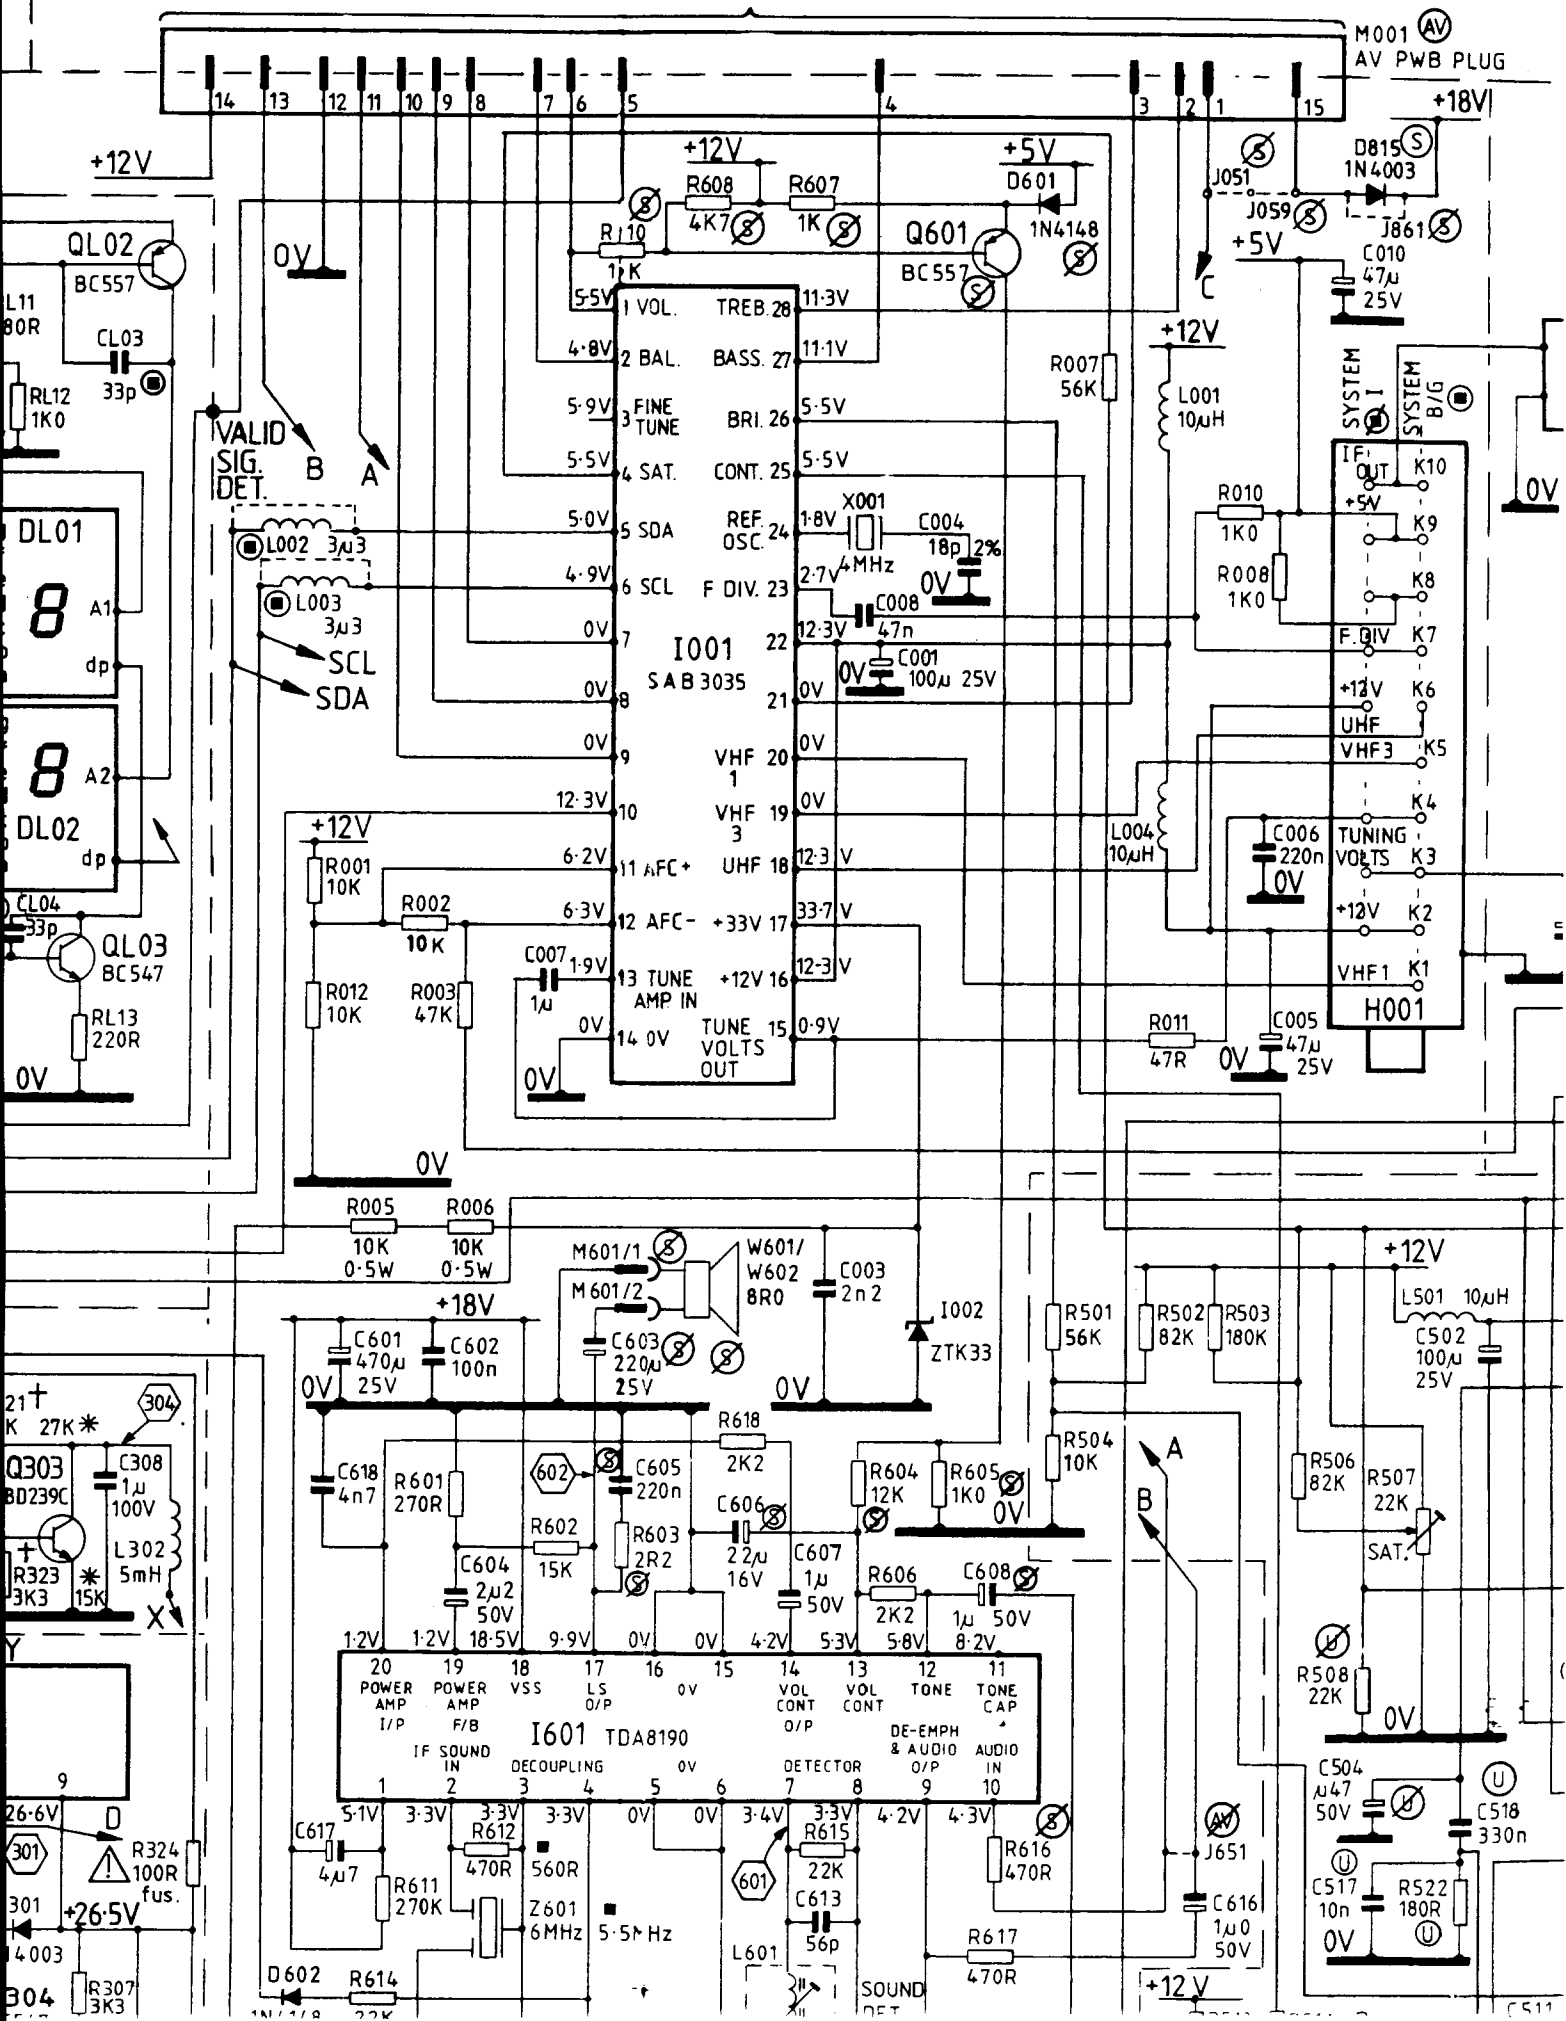 M001 AV
AV PWB PLUG
14 13 12 11 10 9 8 7 6 5 4 3 2 1 15
+18V
+12V
+12V
+5V
D815 S
1N4003
J051 S
J059 S
J861 S
R608
4K7 S
R607
1K S
D601
1N4148
S
Q601
BC557
S
QL02
BC557
0V
1K
S
C
+5V
C010
47µ
25V
L11
80R
CL03
33p
RL12
1K0
VALID
SIG.
DET.
B
A
5·5V 1 VOL.
4·8V 2 BAL.
5·9V 3 FINE
TUNE
5·5V 4 SAT.
5·0V 5 SDA
4·9V 6 SCL
0V 7
0V 8
0V 9
12·3V 10
6·2V 11 AFC+
6·3V 12 AFC-
1·9V 13 TUNE
AMP IN
0V 14 0V
TREB. 28 11·3V
BASS. 27 11·1V
BRI. 26 5·5V
CONT. 25 5·5V
REF.
OSC. 24 1·8V
F DIV. 23 2·7V
22 12·3V
21 0V
VHF
1 20 0V
VHF
3 19 0V
UHF 18 12·3 V
+33V 17 33·7 V
+12V 16 12·3 V
TUNE
VOLTS
OUT 15 0·9V
I001
SAB3035
+12V
R007
56K
L001
10µH
SYSTEM I
SYSTEM B/G
X001
4MHz
C004
18p 2%
0V
C008
47n
C001
100µ 25V
0V
R010
1K0
R008
1K0
IF
OUT K10
+5V K9
K8
F.DIV K7
+12V K6
UHF
VHF3 K5
K4
TUNING
VOLTS K3
+12V K2
VHF1 K1
H001
0V
L004
10µH
C006
220n
0V
R011
47R
C005
47µ
25V
0V
DL01
8
A1
dp
8
A2
DL02
dp
L002 3µ3
L003
3µ3
SCL
SDA
CL04
33p
QL03
BC547
RL13
220R
0V
+12V
R001
10K
R002
10K
R012
10K
R003
47K
C007
1µ
0V
0V
R005
10K
0·5W
R006
10K
0·5W
M601/1 S
M601/2
W601/
W602
8R0
S
C003
2n2
I002
ZTK33
0V
+18V
C601
470µ
25V
C602
100n
C603
220µ
25V
S
0V
R501
56K
R502
82K
R503
180K
+12V
L501 10µH
C502
100µ
25V
21 †
K 27K *
304
Q303
BD239C
C308
1µ
100V
L302
5mH
R323
3K3
†
*
15K
X
Y
C618
4n7
R601
270R
602
S
C605
220n
R602
15K
R603
2R2
S
R618
2K2
C606 S
22µ
16V
C607
1µ
50V
R604
12K
S
R605
1K0
S
0V
R504
10K
A
B
R506
82K
R507
22K
SAT.
C604
2µ2
50V
R606
2K2
C608 S
1µ 50V
1·2V 1·2V 18·5V 9·9V 0V 0V 4·2V 5·3V 5·8V 8·2V
20 19 18 17 16 15 14 13 12 11
POWER
AMP
I/P
POWER
AMP
F/B
VSS
LS
O/P
0V
VOL
CONT
O/P
VOL
CONT
TONE
TONE
CAP
I601 TDA8190
IF SOUND
IN
DECOUPLING
0V
DETECTOR
DE-EMPH
& AUDIO
O/P
AUDIO
IN
1 2 3 4 5 6 7 8 9 10
5·1V 3·3V 3·3V 3·3V 0V 0V 3·4V 3·3V 4·2V 4·3V
U
R508
22K
0V
C504
µ47
50V
U
U
C518
330n
9
26·6V
D
301
R324
100R
fus.
301
+26·5V
14003
R307
3K3
304
C617
4µ7
R611
270K
R612
470R
560R
Z601
6MHz 5·5MHz
D602
1N4148
R614
22K
601
R615
22K
C613
56p
L601
SOUND
DET
S
R616
470R
R617
470R
AV
J651
C616
1µ0
50V
+12 V
U
C517
10n
R522
180R
U
0V
C511